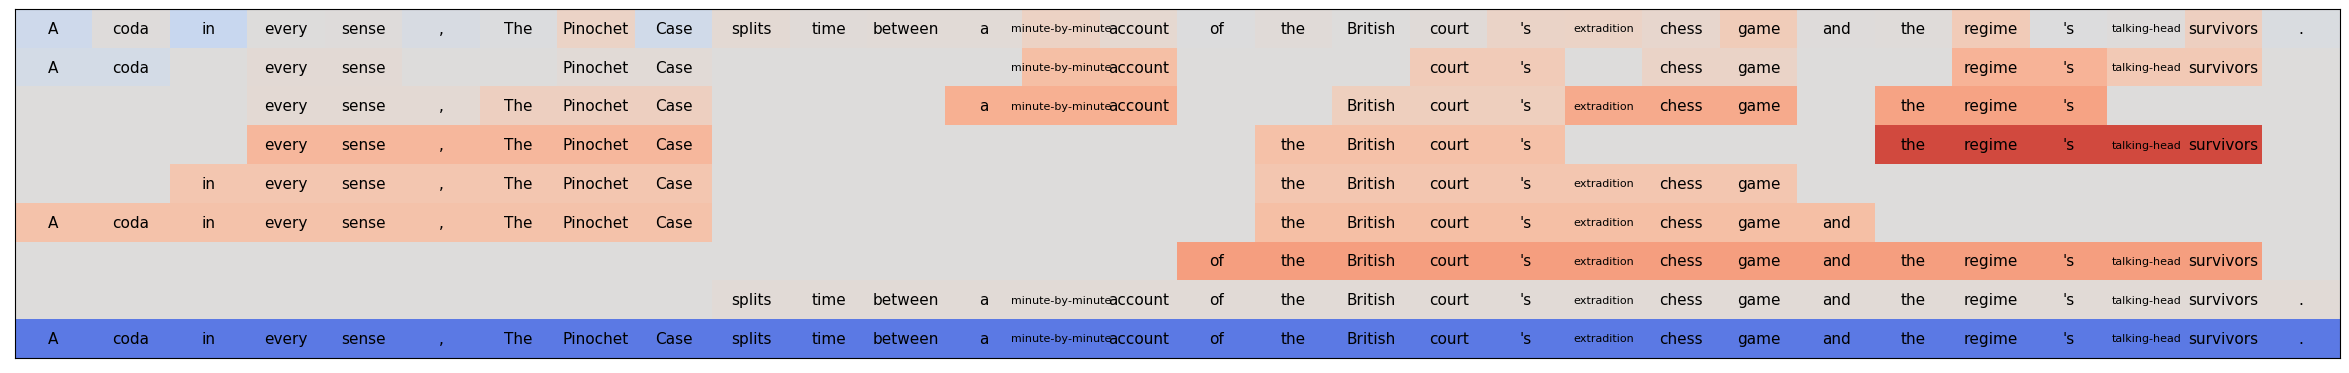 A coda in every sense , The Pinochet Case splits time between a minute-by-minute account of the British court 's extradition chess game and the regime 's talking-head survivors .
A coda every sense Pinochet Case minute-by-minute account court 's chess game regime 's talking-head survivors
every sense , The Pinochet Case a minute-by-minute account British court 's extradition chess game the regime 's
every sense , The Pinochet Case the British court 's the regime 's talking-head survivors
in every sense , The Pinochet Case the British court 's extradition chess game
A coda in every sense , The Pinochet Case the British court 's extradition chess game and
of the British court 's extradition chess game and the regime 's talking-head survivors
splits time between a minute-by-minute account of the British court 's extradition chess game and the regime 's talking-head survivors .
A coda in every sense , The Pinochet Case splits time between a minute-by-minute account of the British court 's extradition chess game and the regime 's talking-head survivors .